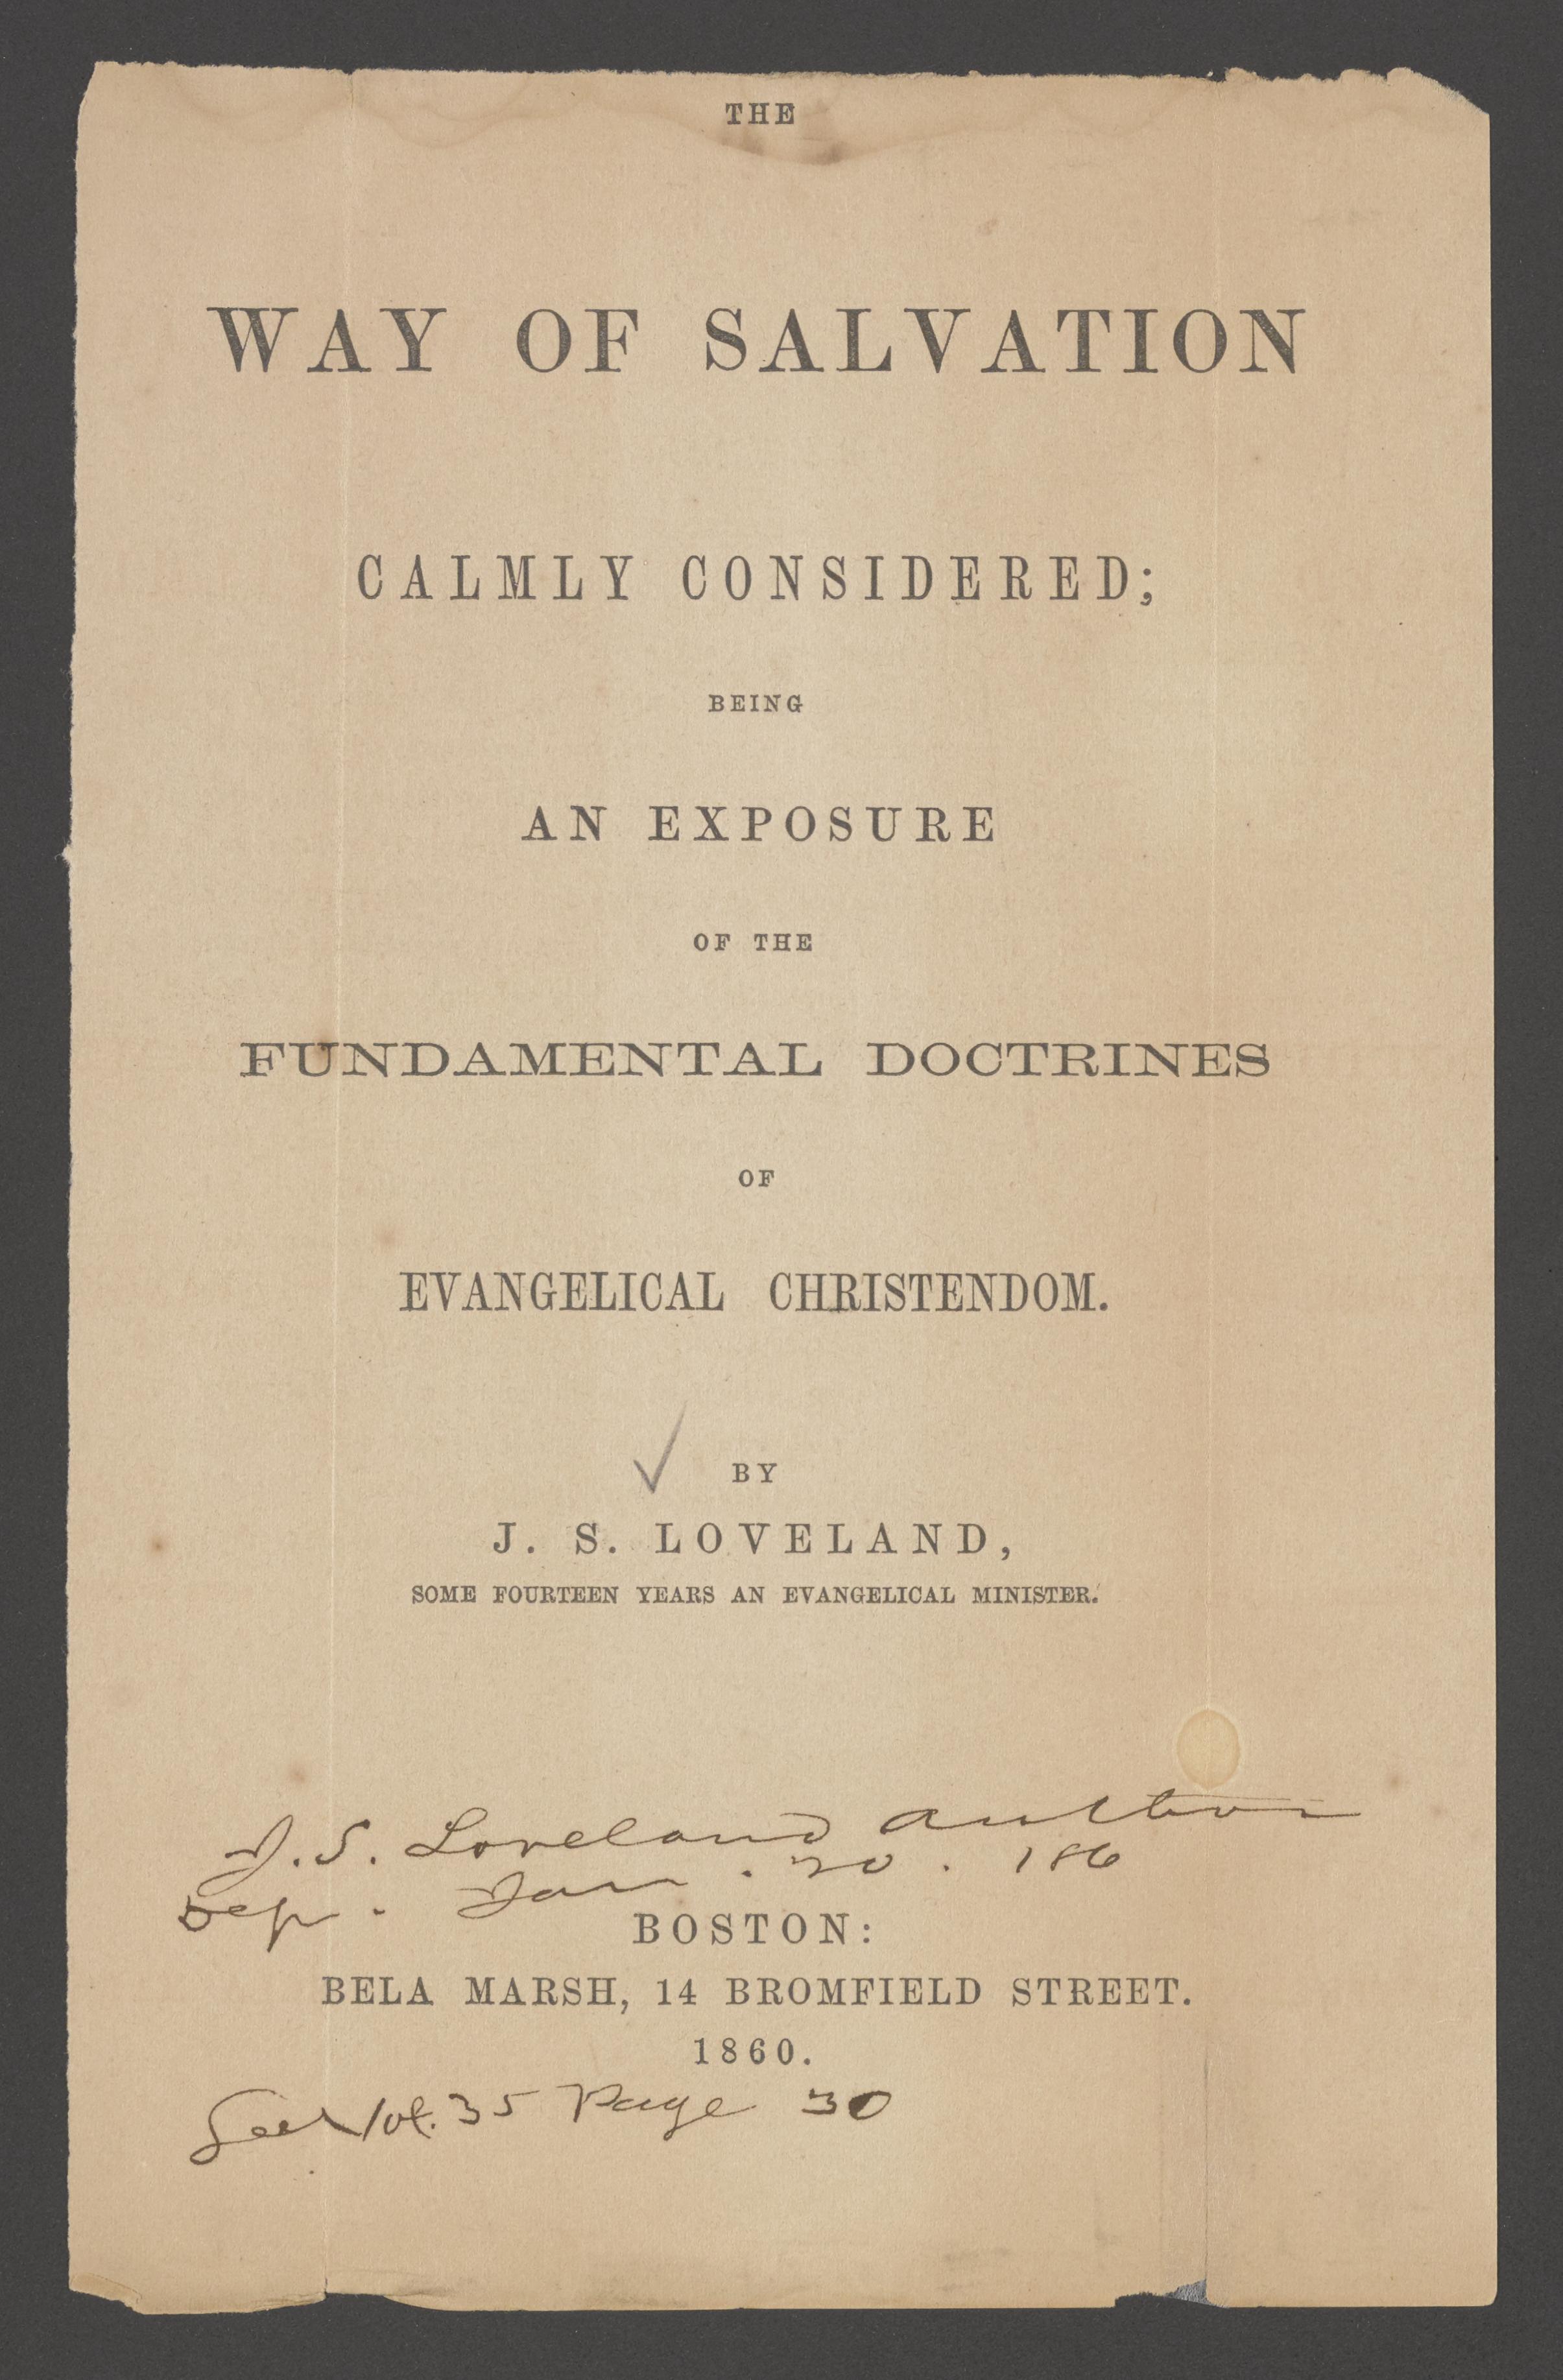 THE
WAY OF SALVATION
CALMLY CONSIDERED;
BEING
AN EXPOSURE
OF THE
FUNDAMENTAL DOCTRINES
OF
EVANGELICAL CHRISTENDOM.
BY
J. S. LOVELAND,
SOME FOURTEEN YEARS AN EVANGELICAL MINISTER.
J. S. Loveland Author
Dep. Jan. 20. 186
BOSTON:
BELA MARSH, 14 BROMFIELD STREET.
1860.
See Vol. 35 Page 30